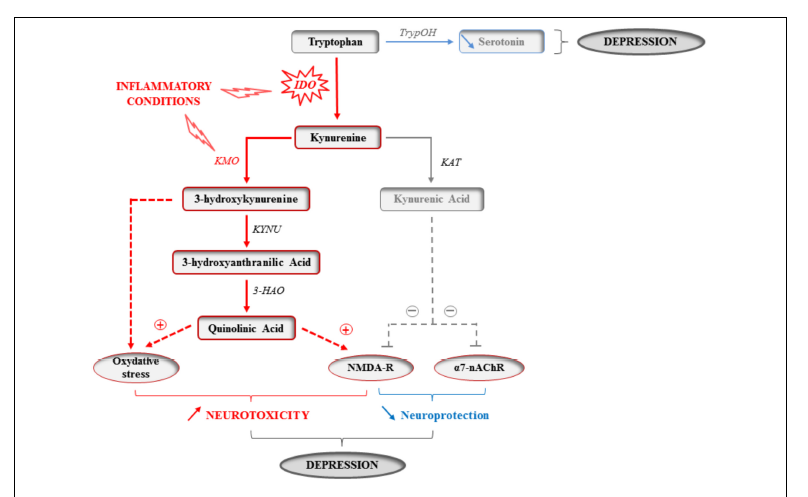 TrypOH
Tryptophan
Serotonin
DEPRESSION
INFLAMMATORY
CONDITIONS
IDO
Kynurenine
KMO
KAT
3-hydroxykynurenine
Kynurenic Acid
KYNU
3-hydroxyanthranilic Acid
3-HAO
Quinolinic Acid
Oxydative
stress
NMDA-R
α7-nAChR
NEUROTOXICITY
Neuroprotection
DEPRESSION